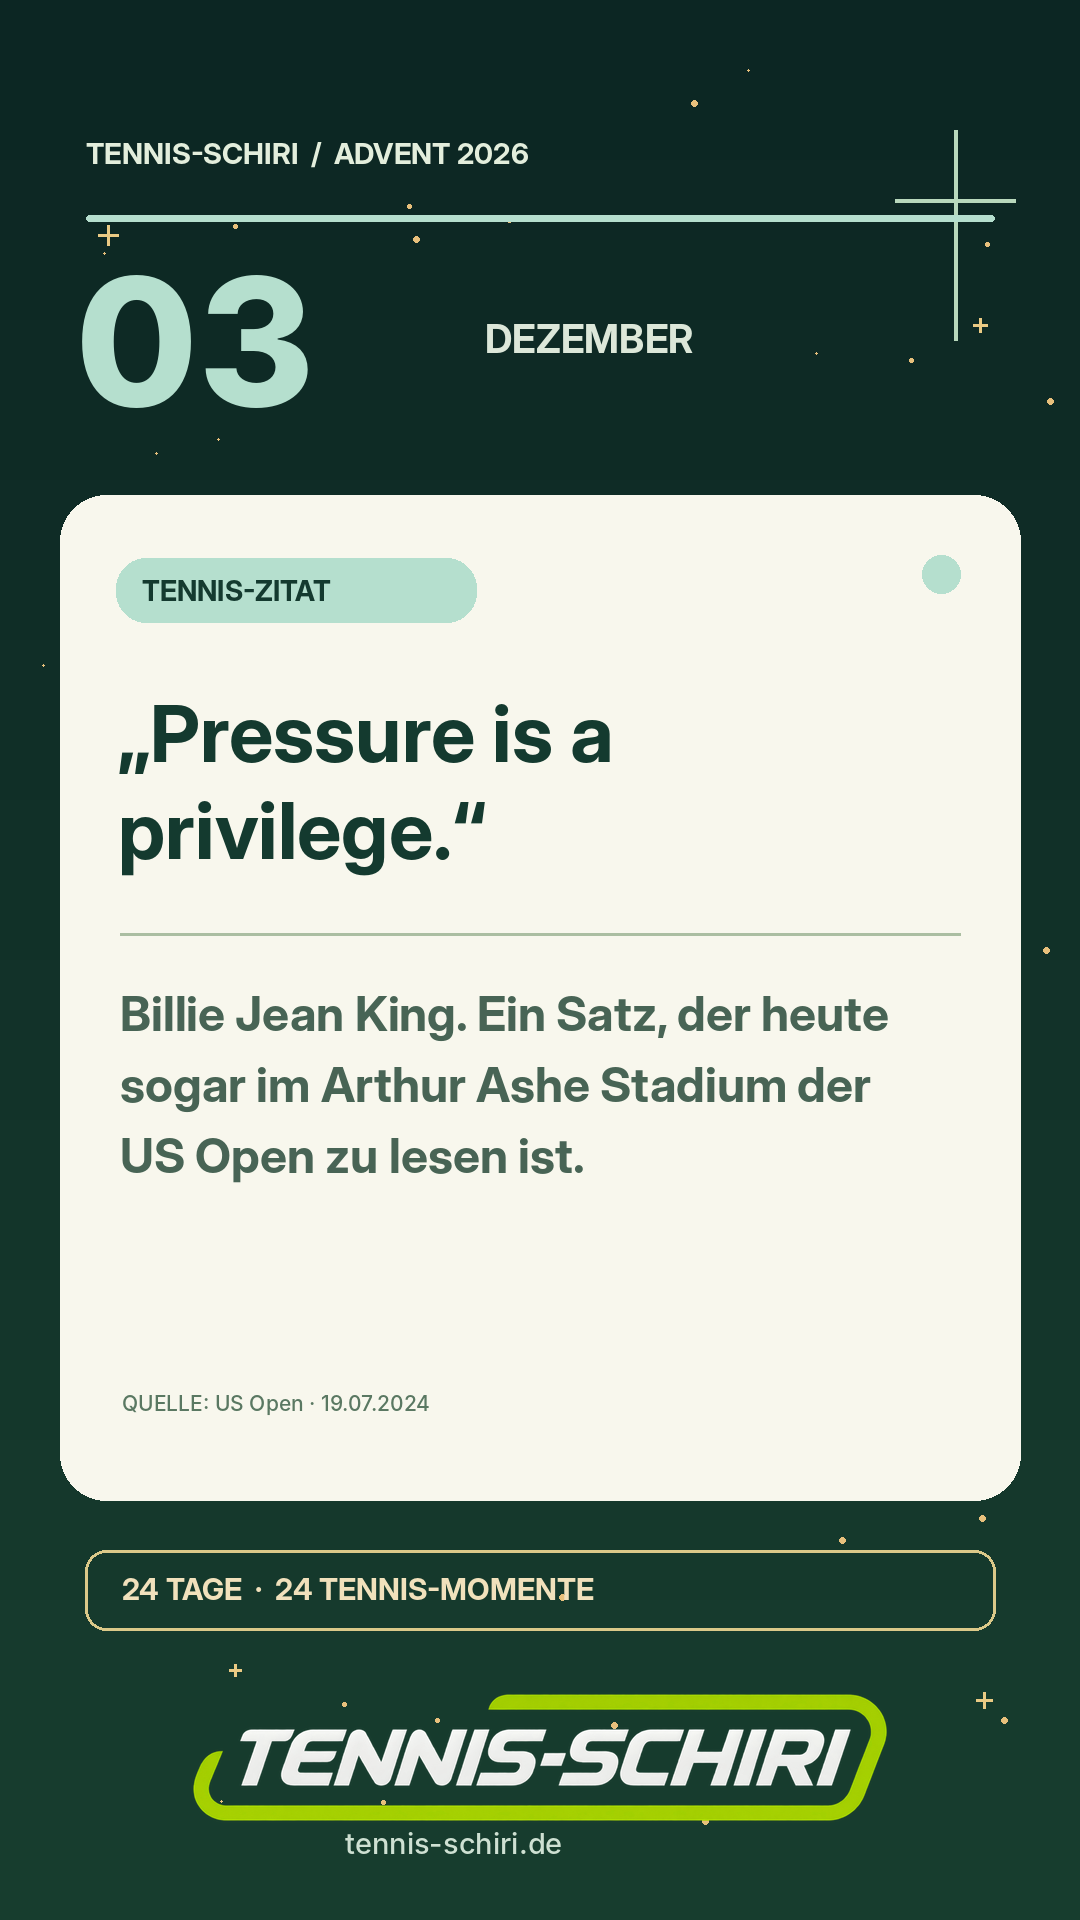 TENNIS-SCHIRI / ADVENT 2026
03
DEZEMBER
TENNIS-ZITAT
„Pressure is a
privilege.“
Billie Jean King. Ein Satz, der heute
sogar im Arthur Ashe Stadium der
US Open zu lesen ist.
QUELLE: US Open · 19.07.2024
24 TAGE · 24 TENNIS-MOMENTE
TENNIS-SCHIRI
tennis-schiri.de